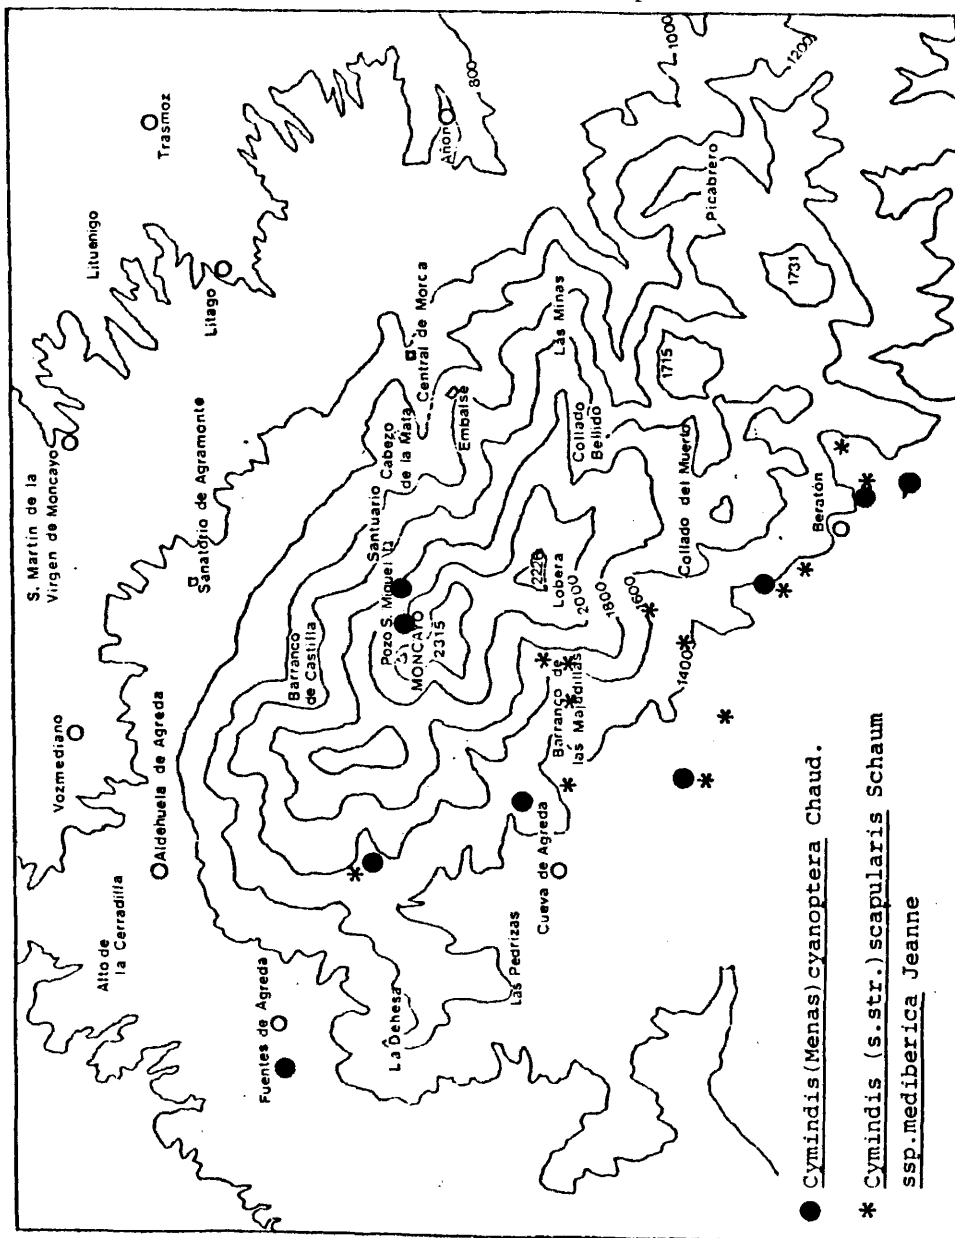 S. Martin de la
Virgen de Moncayo
Lituenigo
Trasmoz
Litago
Sanatorio de Agramonte
Vozmediano
Aldehuela de Agreda
Alto de
la Cerradilla
Fuentes de Agreda
La Dehesa
Las Pedrizas
Cueva de Agreda
Barranco
de Castilla
Santuario
Pozo S. Miguel
MONCAYO
2315
Cabezo
de la Mata
Central de Morca
Embalse
Añon
800
1000
1200
Las Minas
Picabrero
Collado
Bellido
2226
Lobera
2000
1800
1600
1400
Barranco de
las Majadillas
Collado del Muerto
1715
1731
Beratón
Cymindis (Menas) cyanoptera Chaud.
* Cymindis (s.str.) scapularis Schaum
ssp.mediberica Jeanne